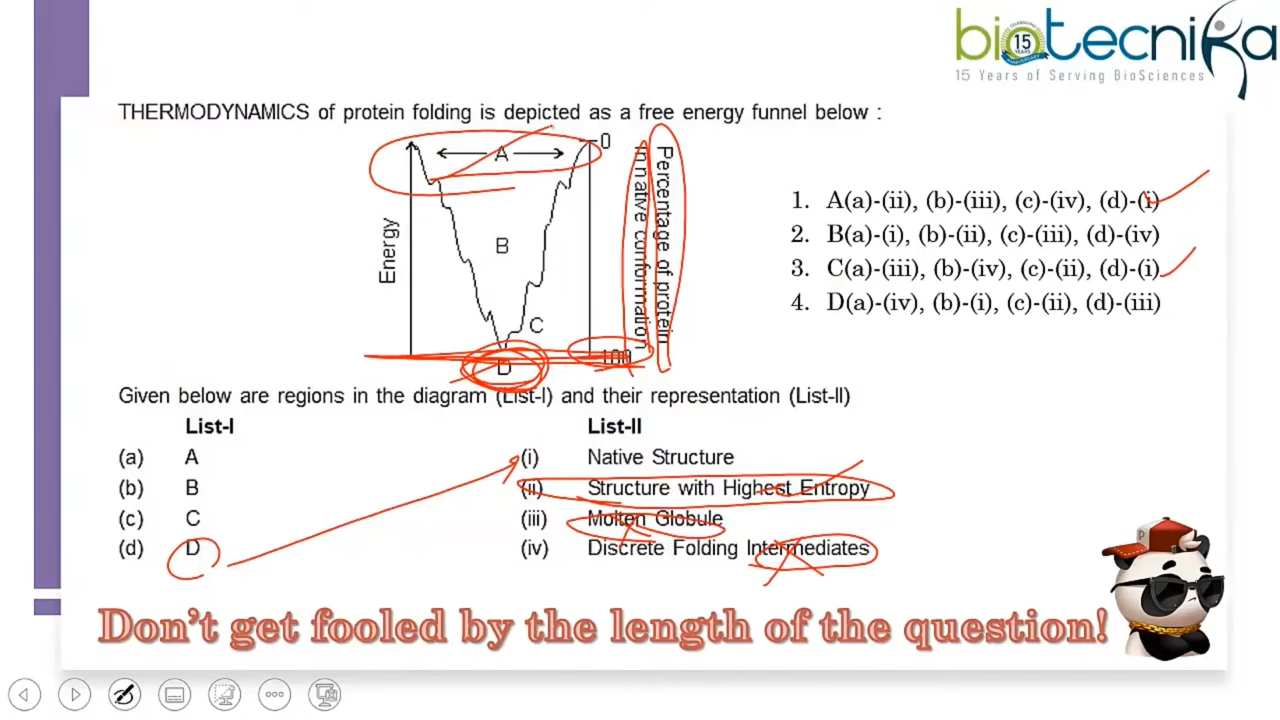 biotecnika
CELEBRATING
15
YEARS
ANNIVERSARY
15 Years of Serving BioSciences
THERMODYNAMICS of protein folding is depicted as a free energy funnel below :
A
0
B
C
D
100
Energy
Percentage of protein
in native conformation
1. A(a)-(ii), (b)-(iii), (c)-(iv), (d)-(i)
2. B(a)-(i), (b)-(ii), (c)-(iii), (d)-(iv)
3. C(a)-(iii), (b)-(iv), (c)-(ii), (d)-(i)
4. D(a)-(iv), (b)-(i), (c)-(ii), (d)-(iii)
Given below are regions in the diagram (List-I) and their representation (List-II)
List-I List-II
(a) A (i) Native Structure
(b) B (ii) Structure with Highest Entropy
(c) C (iii) Molten Globule
(d) D (iv) Discrete Folding Intermediates
P
Don't get fooled by the length of the question!